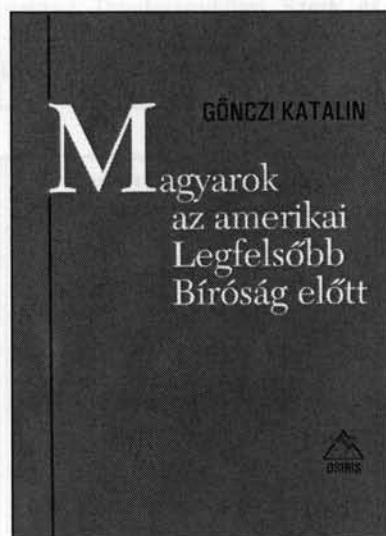 GÖNCZI KATALIN
Magyarok
az amerikai
Legfelsőbb
Bíróság előtt
OSIRIS